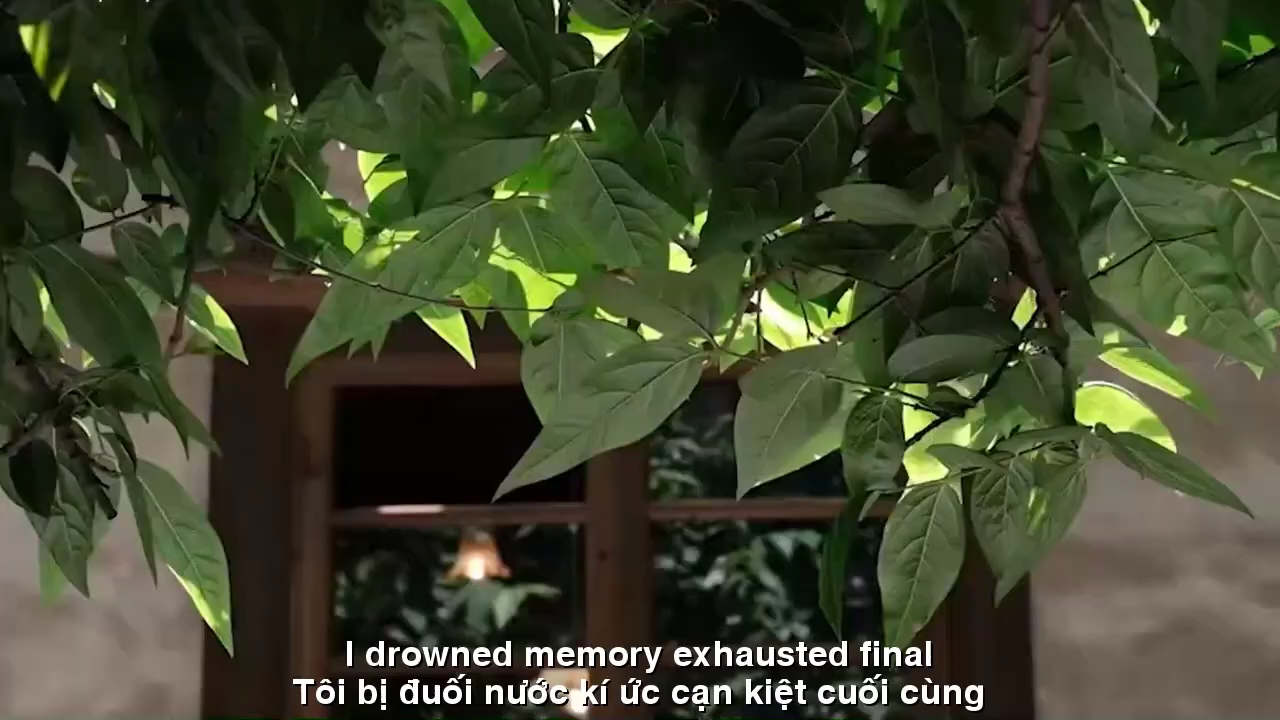 I drowned memory exhausted final
Tôi bị đuối nước kí ức cạn kiệt cuối cùng